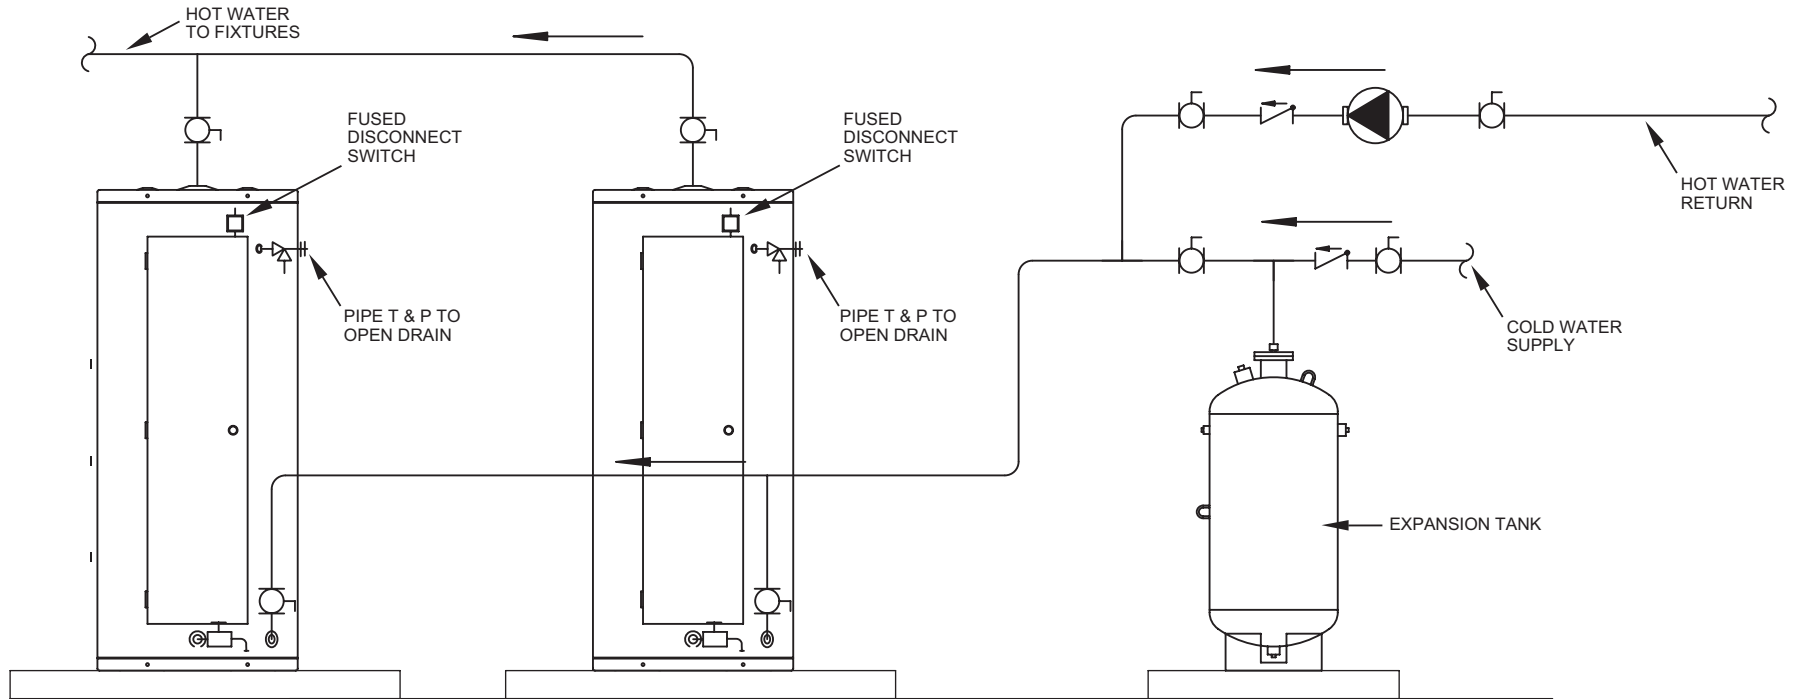 HOT WATER
TO FIXTURES
FUSED
DISCONNECT
SWITCH
FUSED
DISCONNECT
SWITCH
HOT WATER
RETURN
PIPE T & P TO
OPEN DRAIN
PIPE T & P TO
OPEN DRAIN
COLD WATER
SUPPLY
EXPANSION TANK